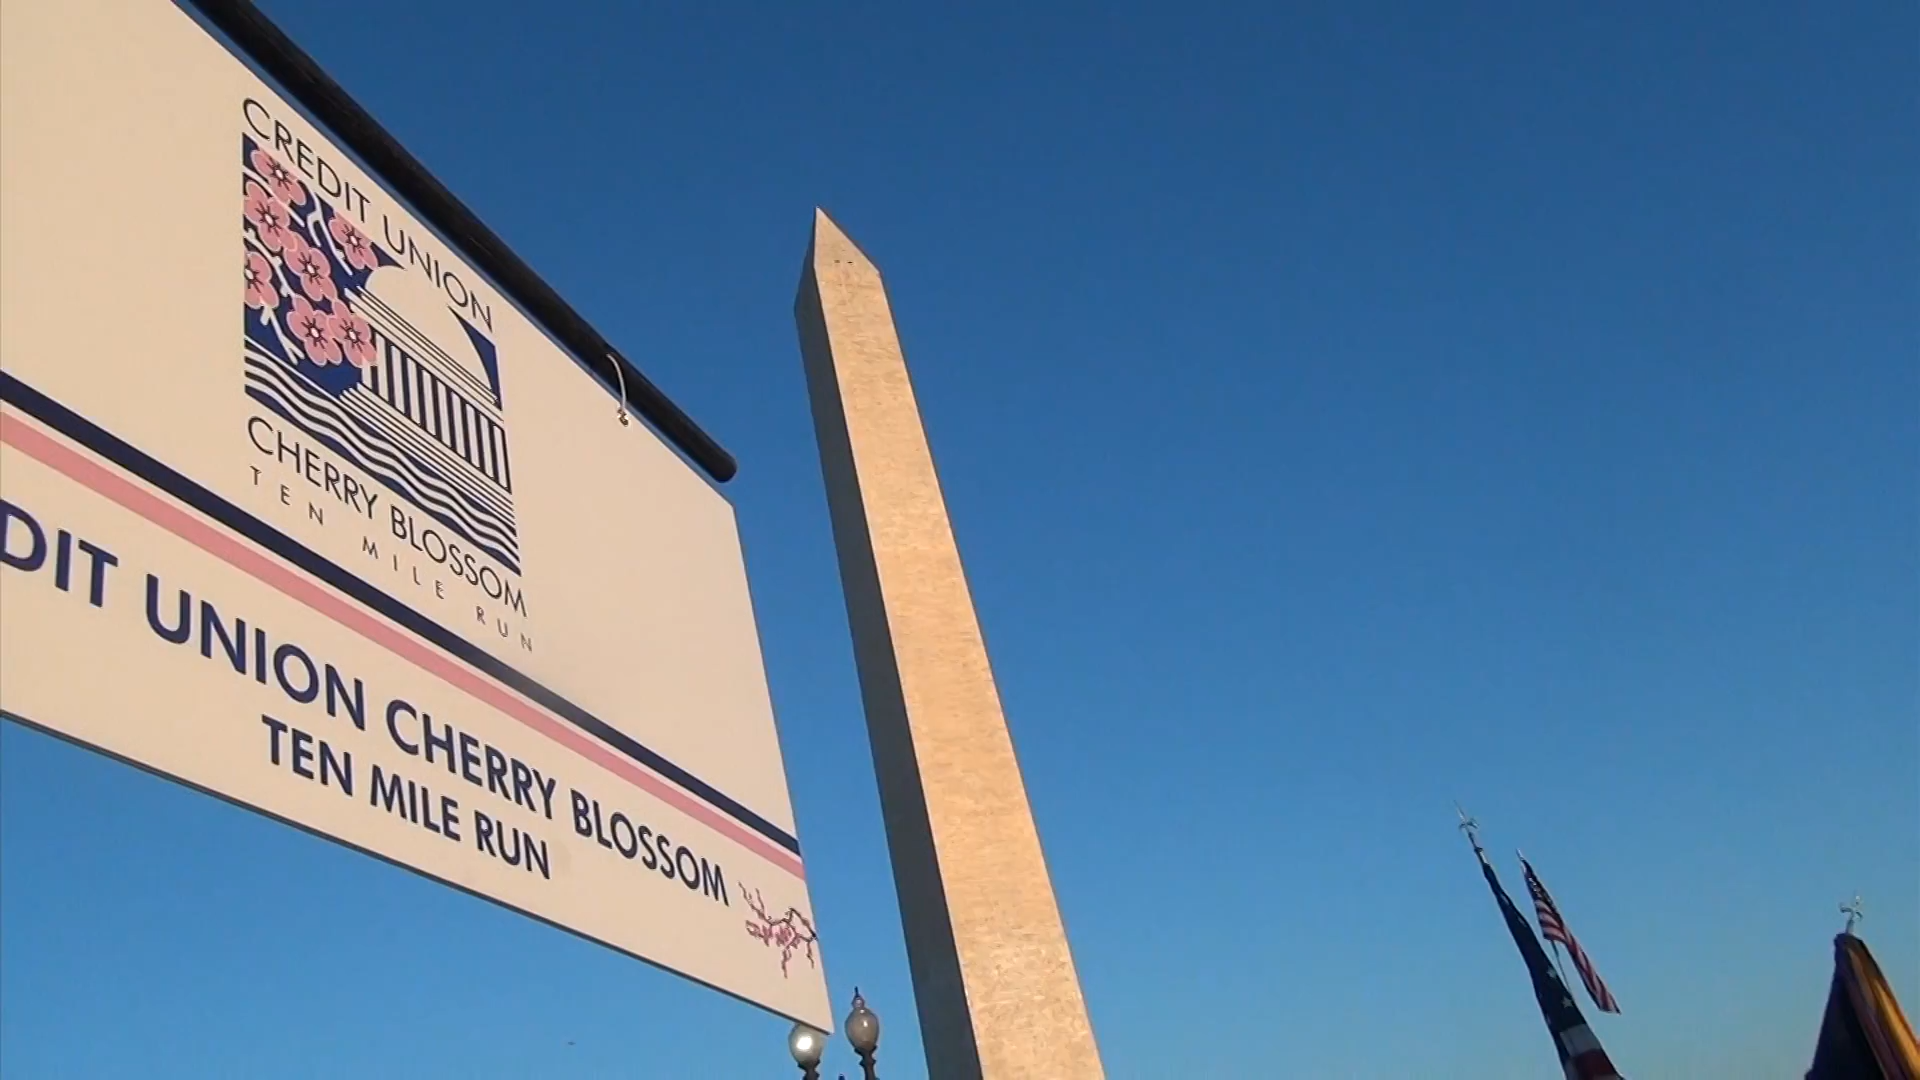 CREDIT UNION
CHERRY BLOSSOM
TEN MILE RUN
DIT UNION CHERRY BLOSSOM
TEN MILE RUN